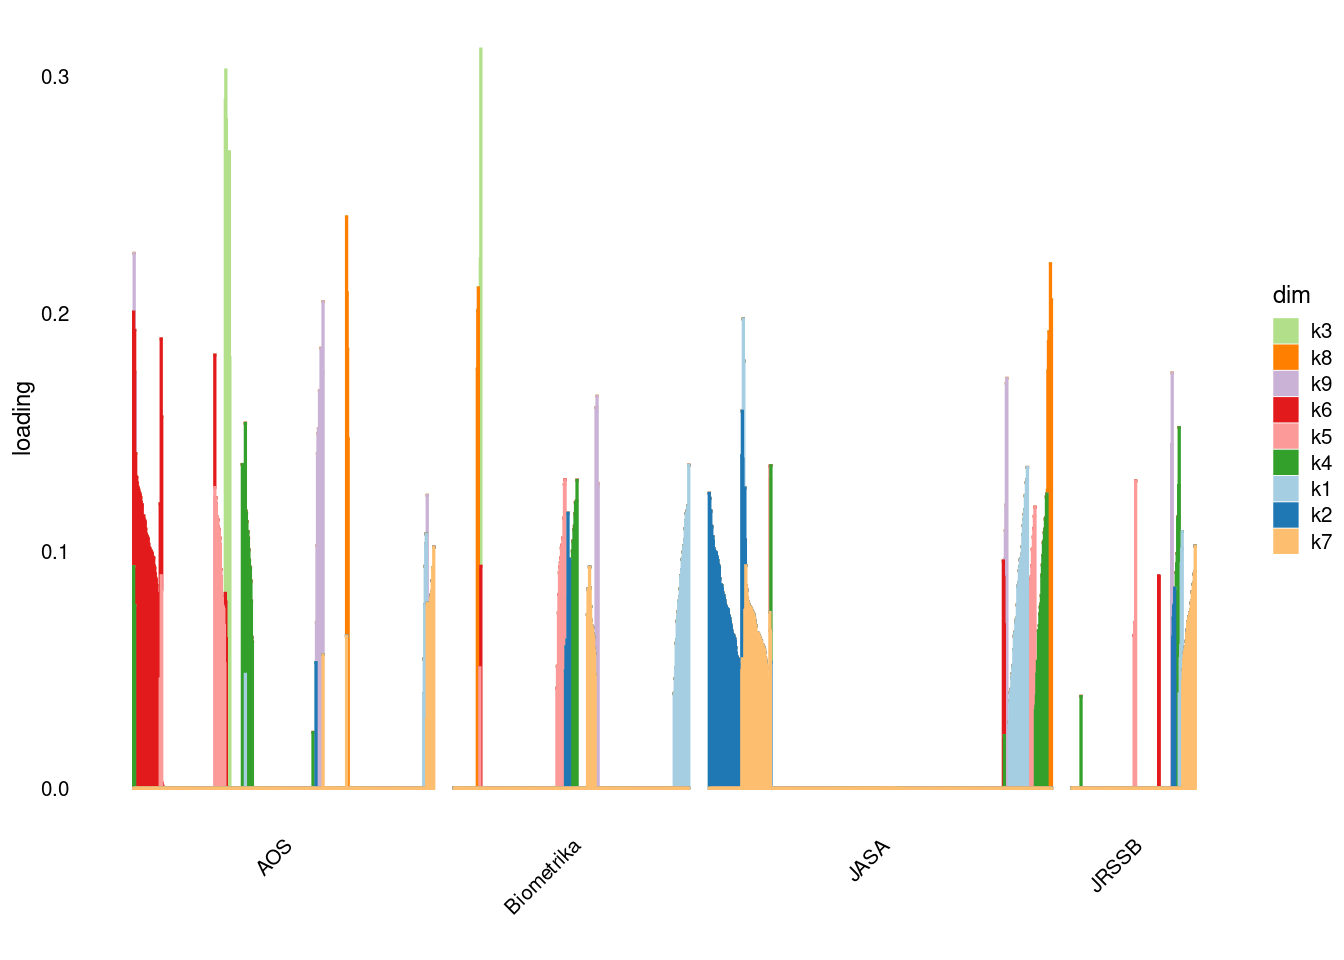 0.3
0.2
0.1
0.0
loading
AOS
Biometrika
JASA
JRSSB
dim
k3
k8
k9
k6
k5
k4
k1
k2
k7